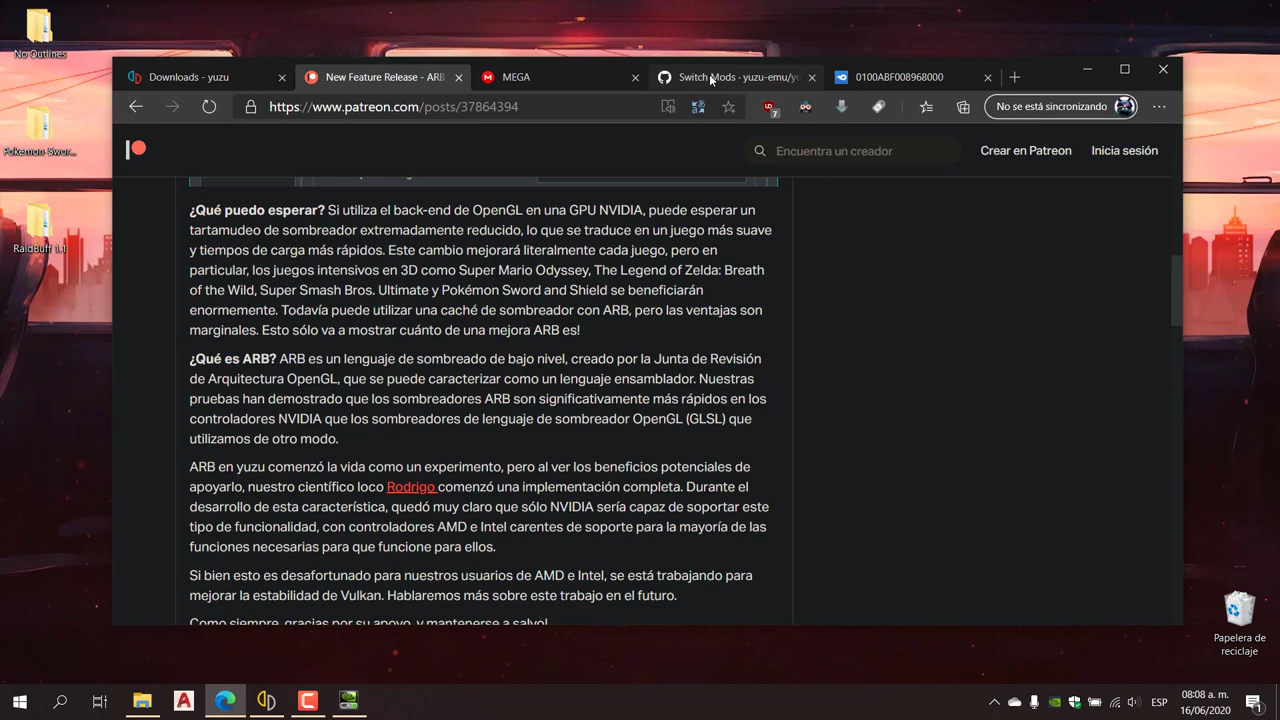 No Outlines
Pokemon-Swor...
RaidBuff 1.1
Downloads - yuzu
New Feature Release - ARB
MEGA
Switch Mods · yuzu-emu/yu
0100ABF008968000
https://www.patreon.com/posts/37864394
7
No se está sincronizando
Encuentra un creador
Crear en Patreon
Inicia sesión
¿Qué puedo esperar? Si utiliza el back-end de OpenGL en una GPU NVIDIA, puede esperar un
tartamudeo de sombreador extremadamente reducido, lo que se traduce en un juego más suave
y tiempos de carga más rápidos. Este cambio mejorará literalmente cada juego, pero en
particular, los juegos intensivos en 3D como Super Mario Odyssey, The Legend of Zelda: Breath
of the Wild, Super Smash Bros. Ultimate y Pokémon Sword and Shield se beneficiarán
enormemente. Todavía puede utilizar una caché de sombreador con ARB, pero las ventajas son
marginales. Esto sólo va a mostrar cuánto de una mejora ARB es!
¿Qué es ARB? ARB es un lenguaje de sombreado de bajo nivel, creado por la Junta de Revisión
de Arquitectura OpenGL, que se puede caracterizar como un lenguaje ensamblador. Nuestras
pruebas han demostrado que los sombreadores ARB son significativamente más rápidos en los
controladores NVIDIA que los sombreadores de lenguaje de sombreador OpenGL (GLSL) que
utilizamos de otro modo.
ARB en yuzu comenzó la vida como un experimento, pero al ver los beneficios potenciales de
apoyarlo, nuestro científico loco Rodrigo comenzó una implementación completa. Durante el
desarrollo de esta característica, quedó muy claro que sólo NVIDIA sería capaz de soportar este
tipo de funcionalidad, con controladores AMD e Intel carentes de soporte para la mayoría de las
funciones necesarias para que funcione para ellos.
Si bien esto es desafortunado para nuestros usuarios de AMD e Intel, se está trabajando para
mejorar la estabilidad de Vulkan. Hablaremos más sobre este trabajo en el futuro.
Como siempre, gracias por su apoyo, y mantenerse a salvo!
Papelera de
reciclaje
ESP
08:08 a. m.
16/06/2020
1